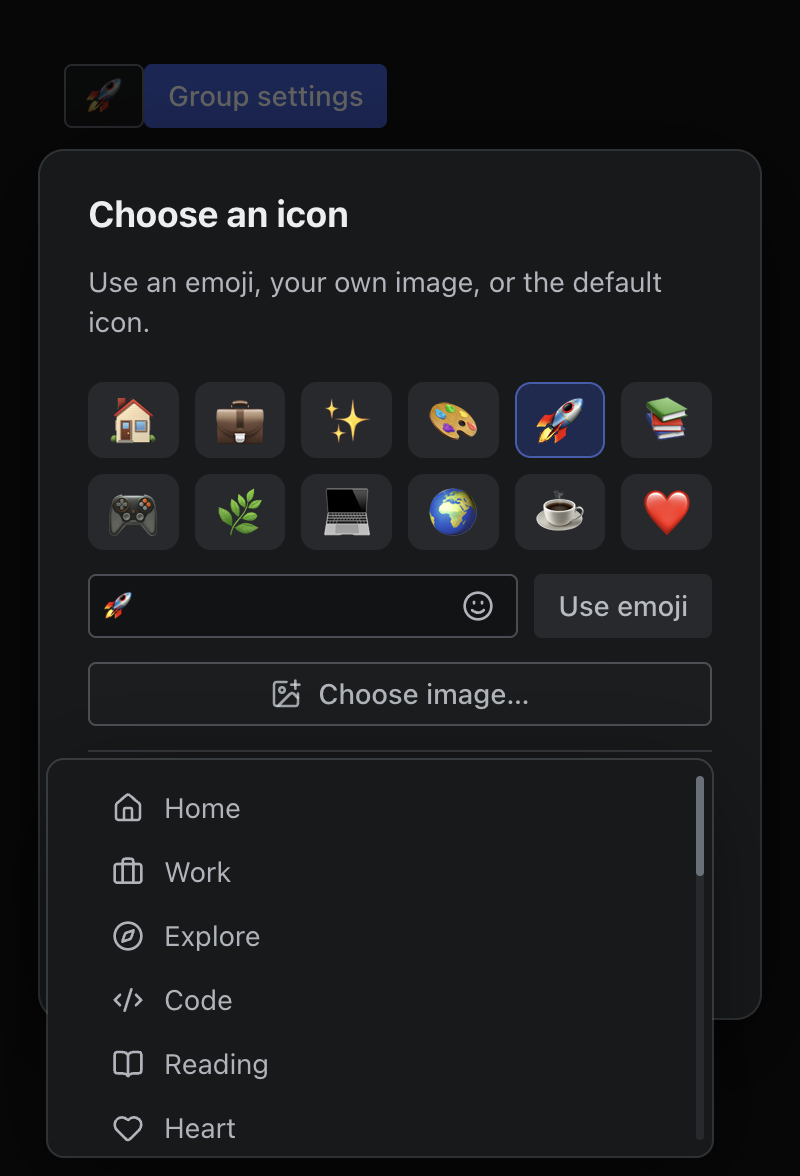 Group settings
Choose an icon
Use an emoji, your own image, or the default
icon.
Use emoji
Choose image...
Home
Work
Explore
Code
Reading
Heart